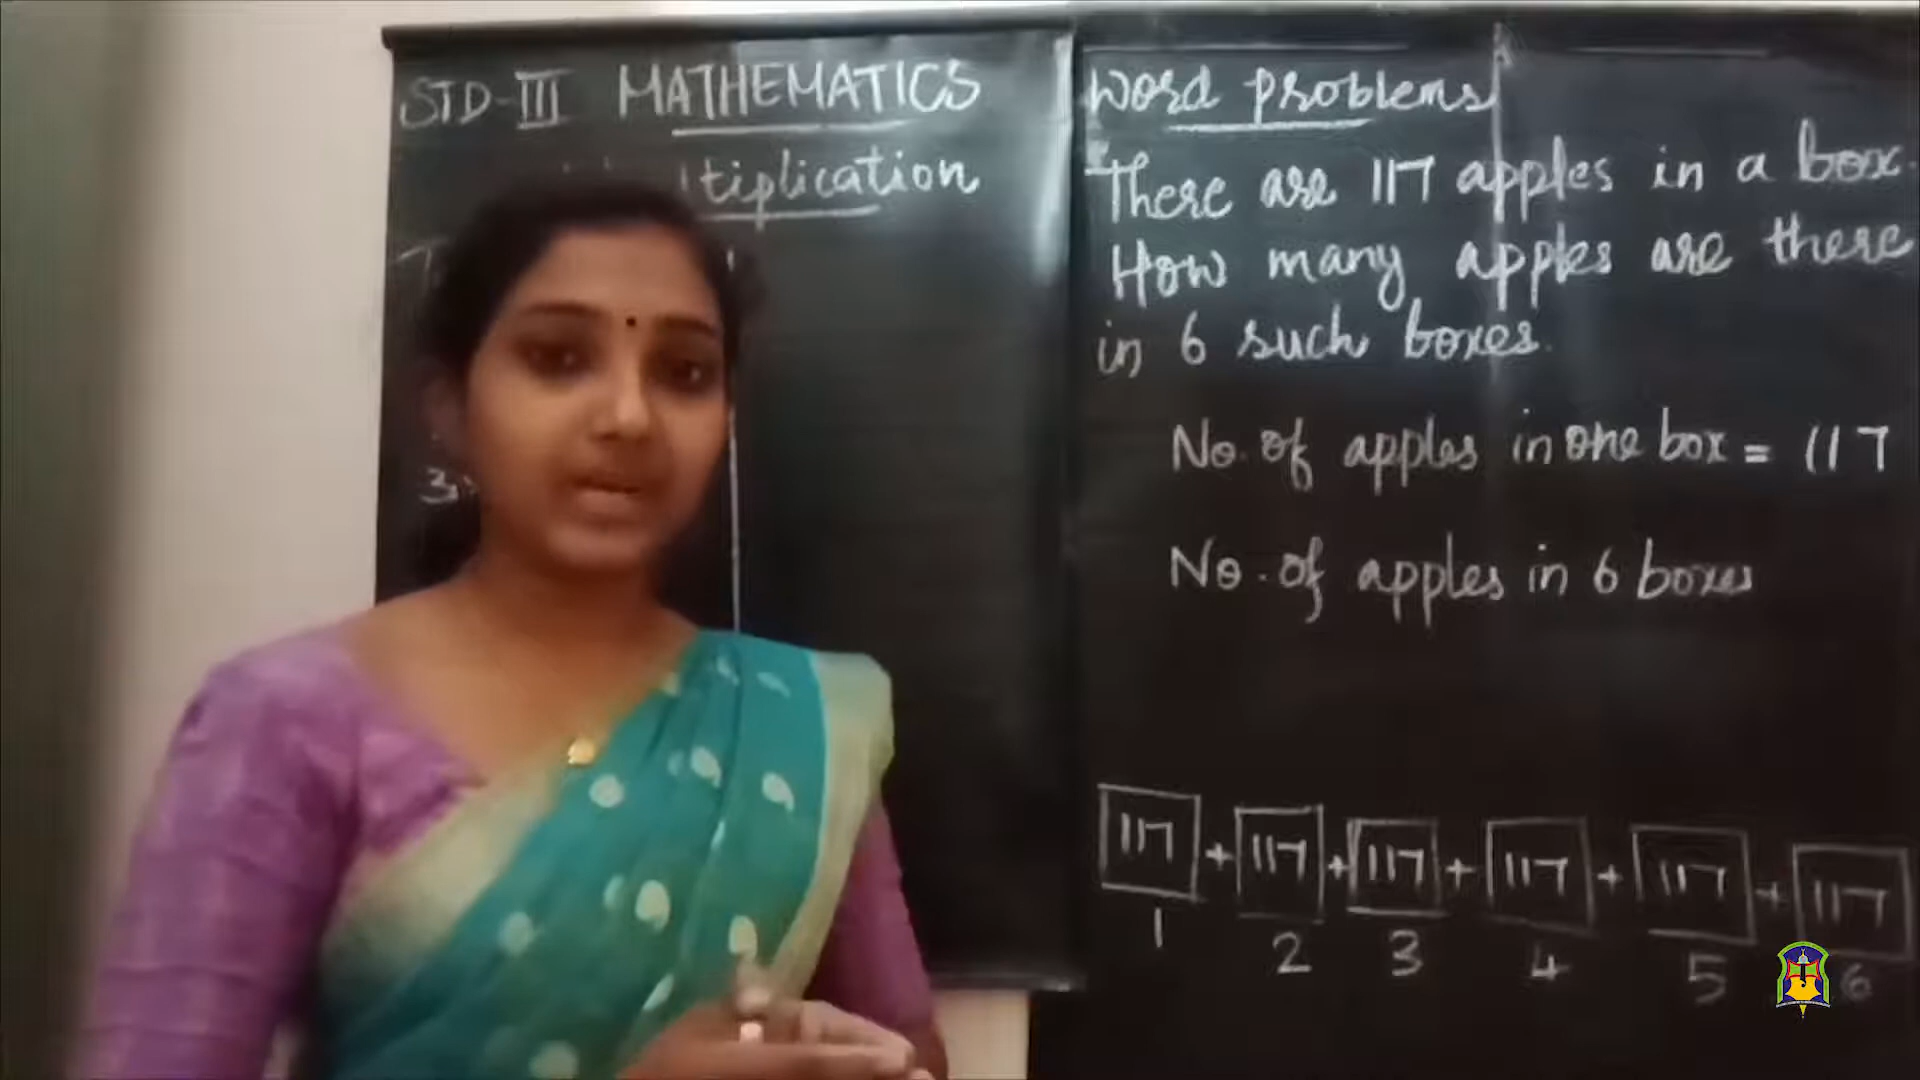 STD-III MATHEMATICS
tiplication
Word problems
There are 117 apples in a box.
How many apples are there
in 6 such boxes.
No. of apples in one box = 117
No. of apples in 6 boxes
117 + 117 + 117 + 117 + 117 + 117
1 2 3 4 5 6